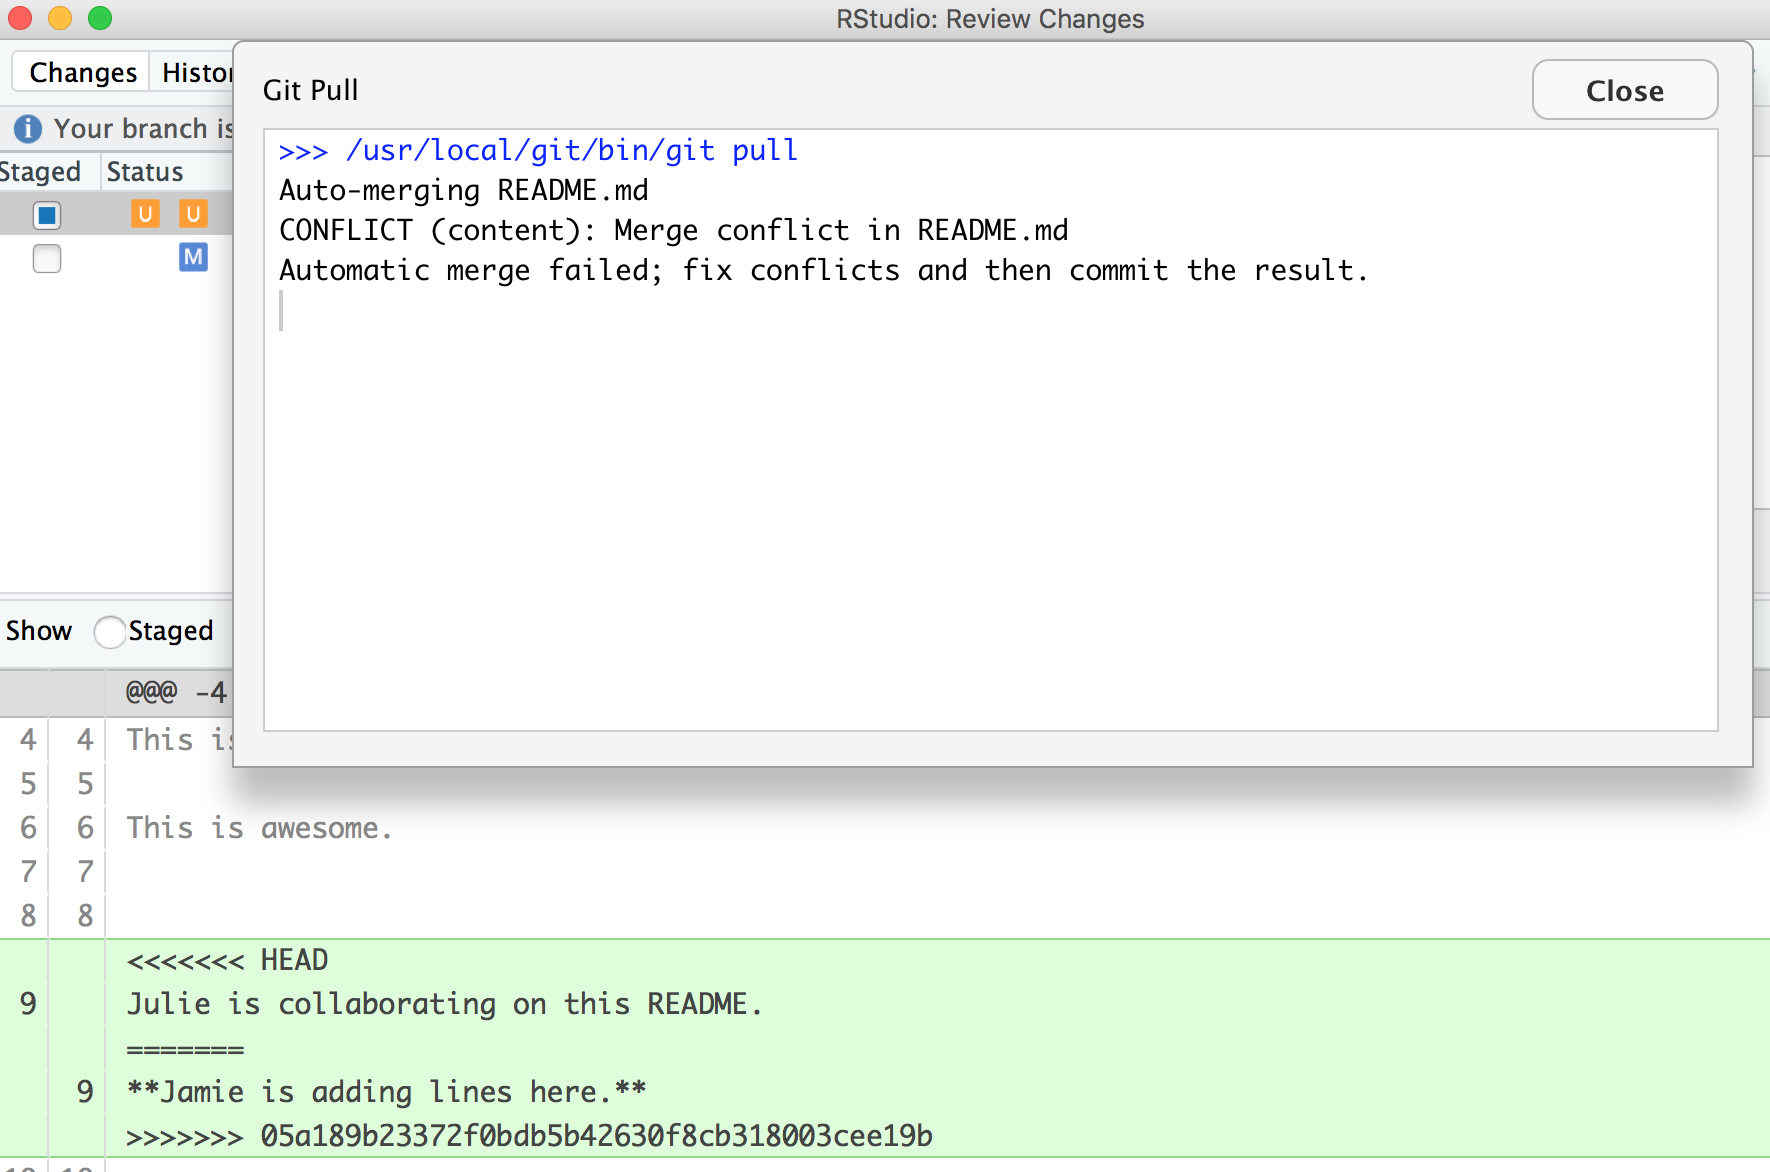 RStudio: Review Changes
Changes
Git Pull
Close
Your branch
>>> /usr/local/git/bin/git pull
Auto-merging README.md
CONFLICT (content): Merge conflict in README.md
Automatic merge failed; fix conflicts and then commit the result.
Staged Status
U U
M
Show Staged
@@@ -4
4 4 This is
5 5
6 6 This is awesome.
7 7
8 8
<<<<<<< HEAD
9 Julie is collaborating on this README.
=======
9 **Jamie is adding lines here.**
>>>>>>> 05a189b23372f0bdb5b42630f8cb318003cee19b